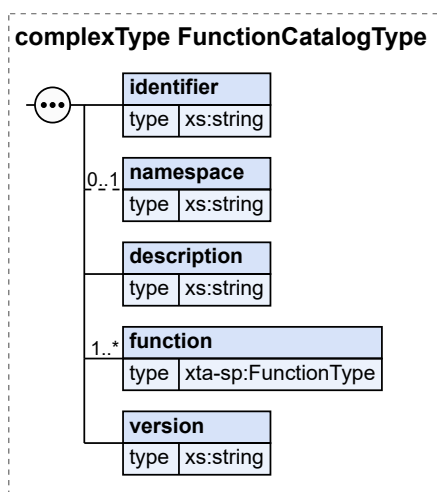 complexType FunctionCatalogType
identifier
type xs:string
0..1
namespace
type xs:string
description
type xs:string
1..*
function
type xta-sp:FunctionType
version
type xs:string